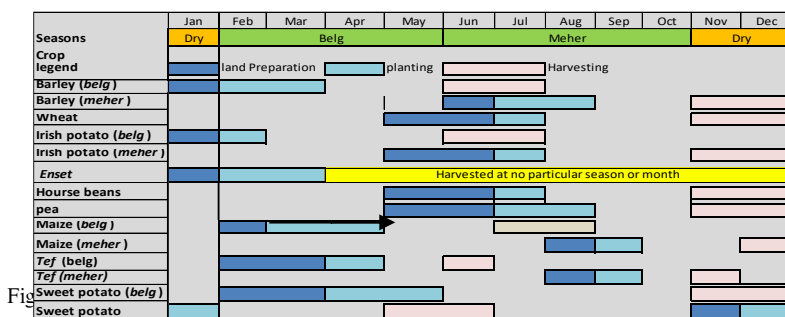 Jan Feb Mar Apr May Jun Jul Aug Sep Oct Nov Dec
Seasons Dry Belg Meher Dry
Crop
legend land Preparation planting Harvesting
Barley (belg )
Barley (meher )
Wheat
Irish potato (belg )
Irish potato (meher )
Enset Harvested at no particular season or month
Hourse beans
pea
Maize (belg )
Maize (meher )
Tef (belg)
Tef (meher)
Sweet potato (belg )
Fig
Sweet potato